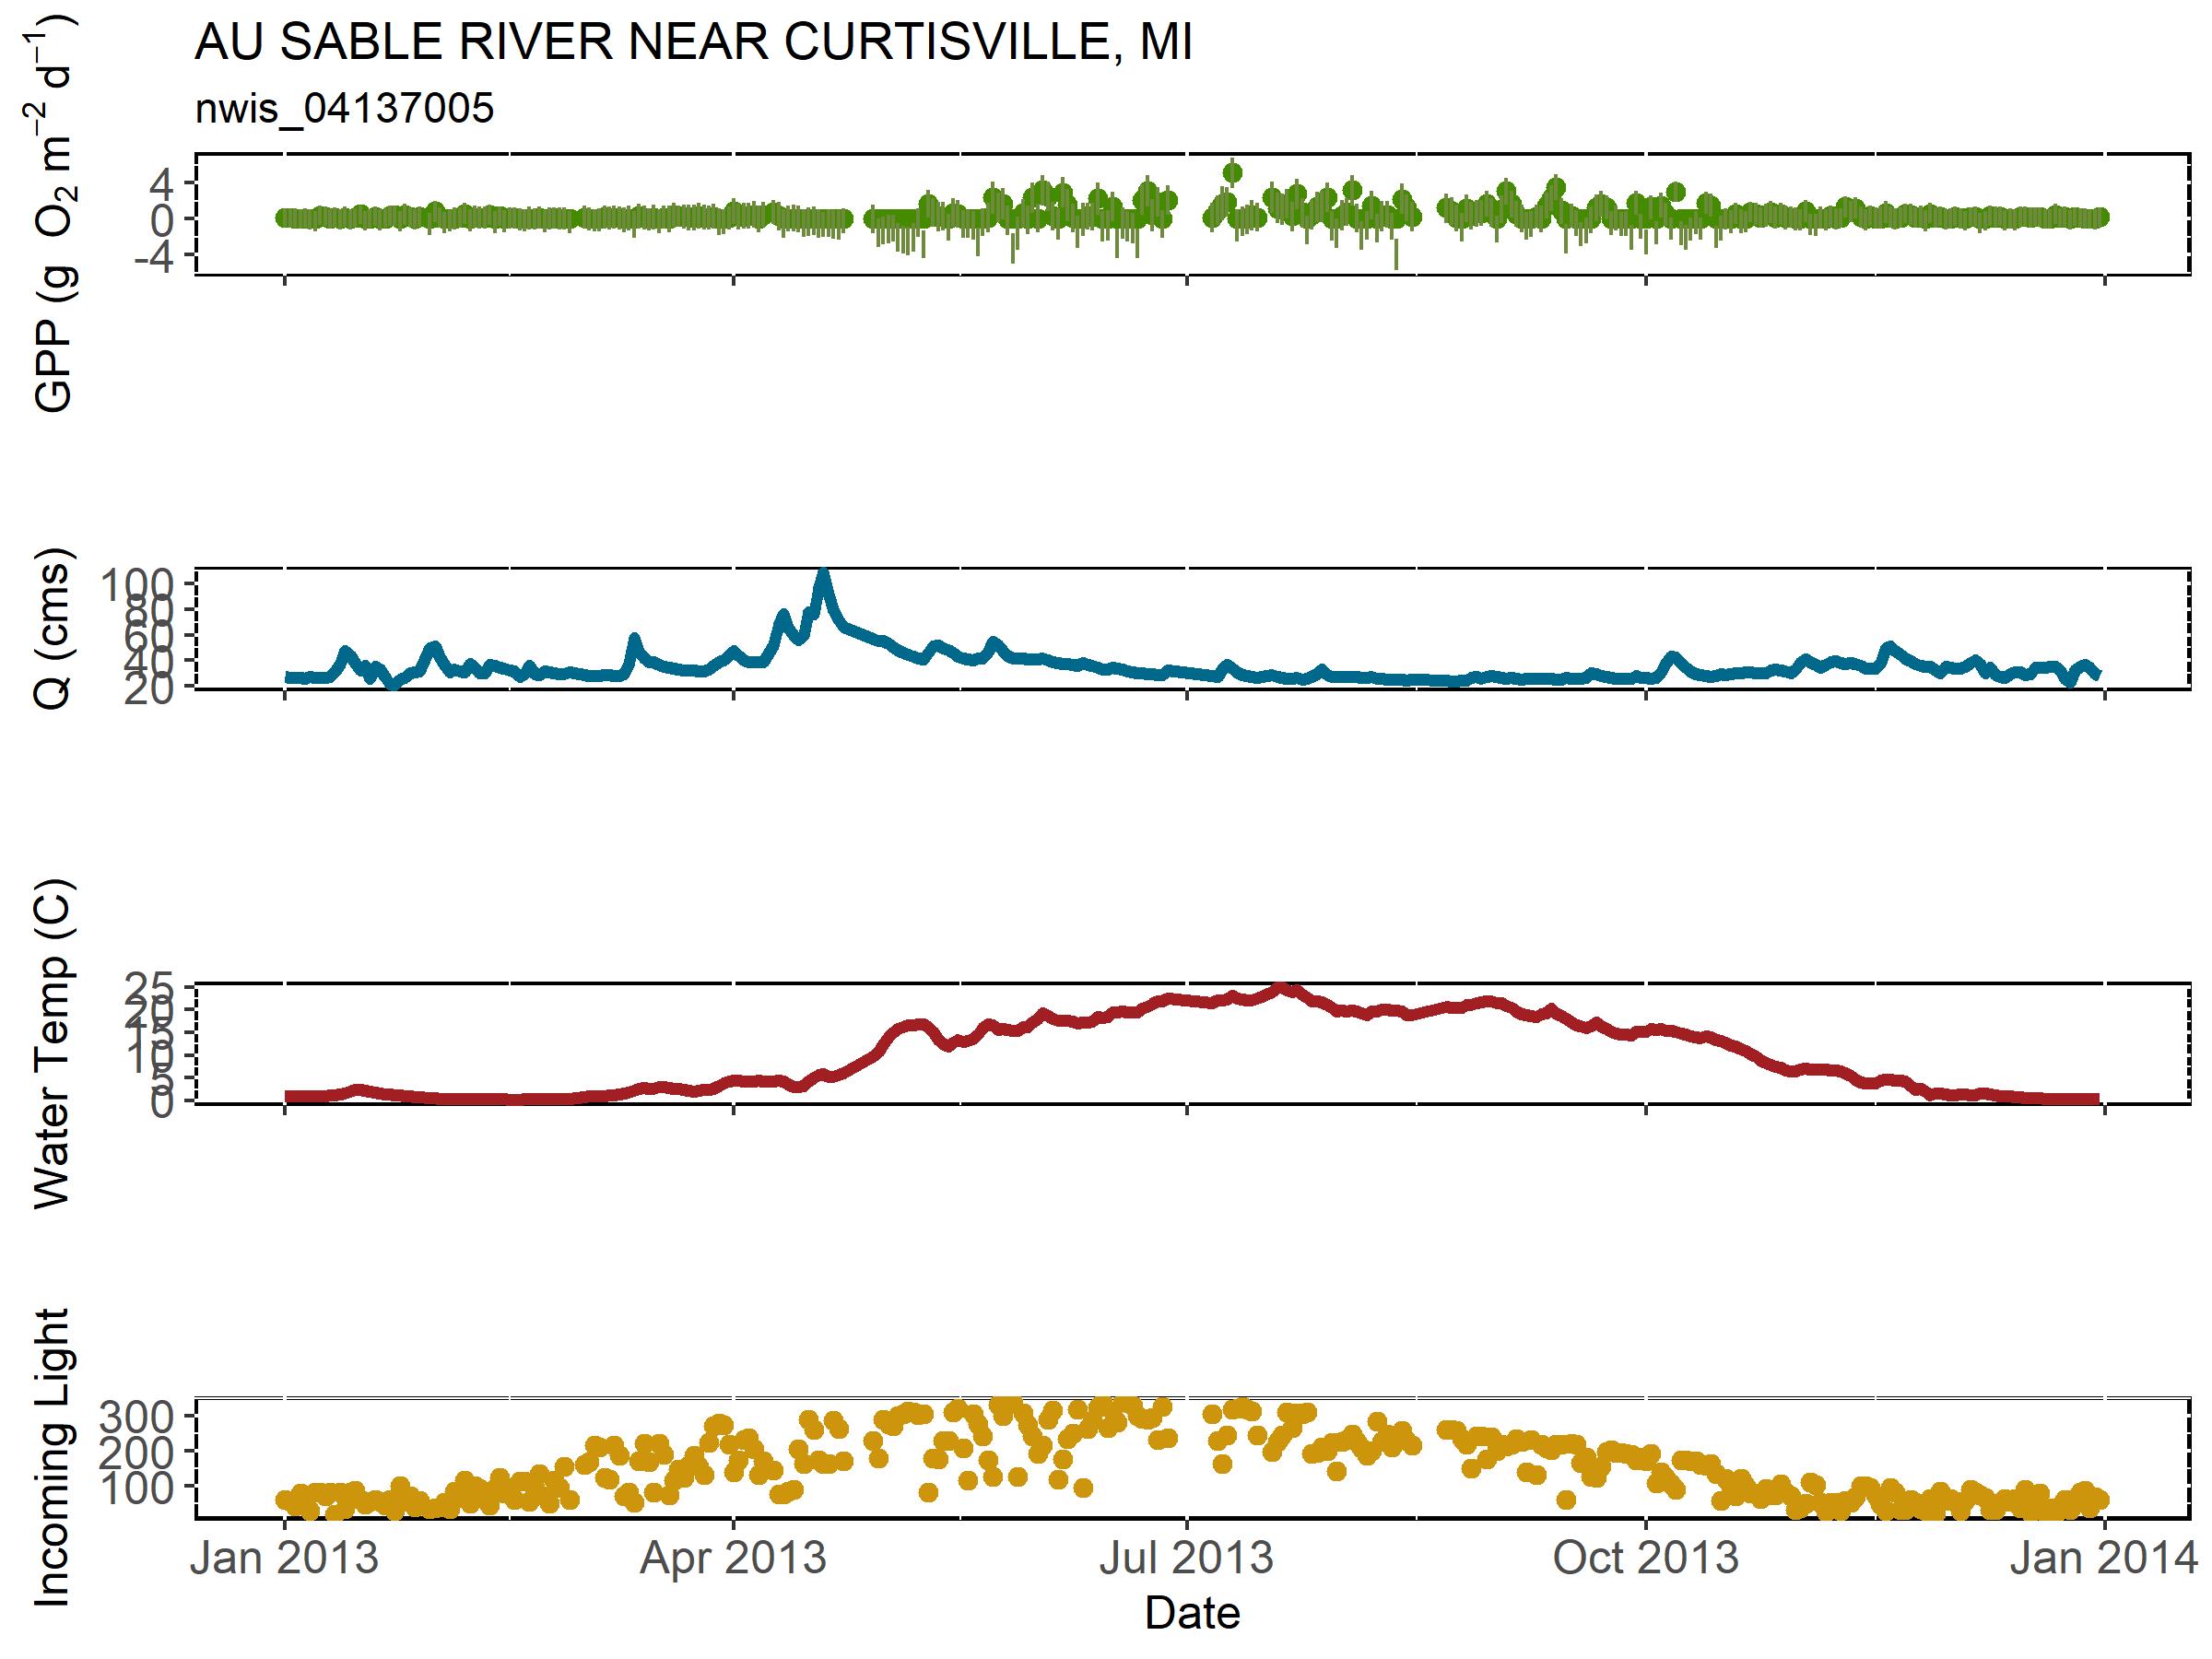 AU SABLE RIVER NEAR CURTISVILLE, MI
nwis_04137005
GPP (g O₂ m⁻² d⁻¹)
4
0
-4
Q (cms)
100
80
60
40
20
Water Temp (C)
25
20
15
10
5
0
Incoming Light
300
200
100
Jan 2013 Apr 2013 Jul 2013 Oct 2013 Jan 2014
Date